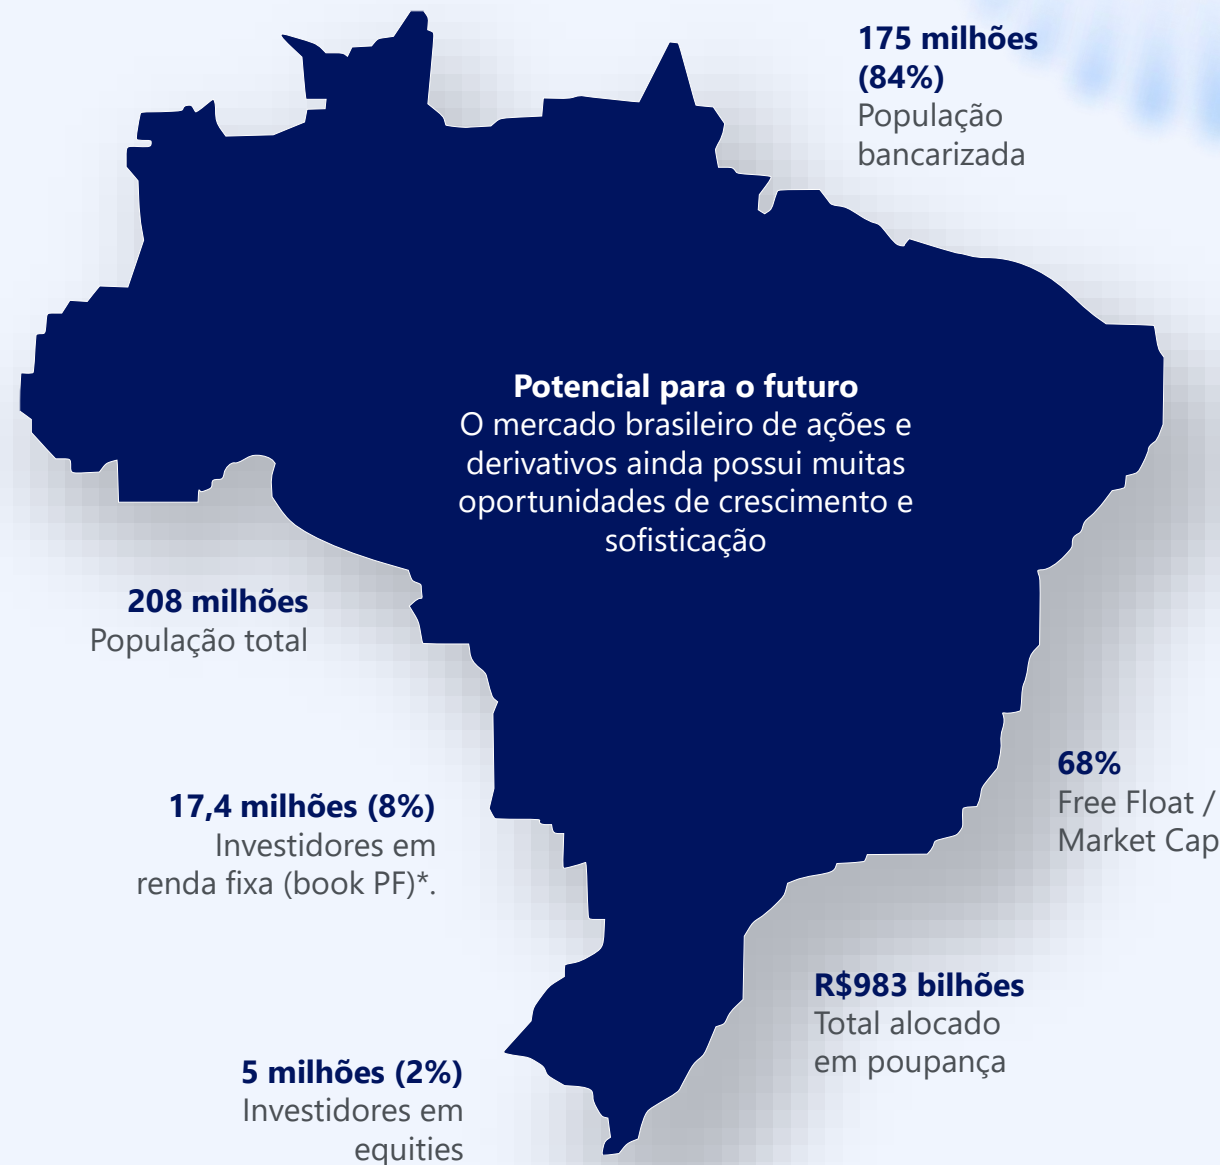 175 milhões
(84%)
População
bancarizada
Potencial para o futuro
O mercado brasileiro de ações e
derivativos ainda possui muitas
oportunidades de crescimento e
sofisticação
208 milhões
População total
68%
Free Float /
Market Cap
17,4 milhões (8%)
Investidores em
renda fixa (book PF)*.
R$983 bilhões
Total alocado
em poupança
5 milhões (2%)
Investidores em
equities